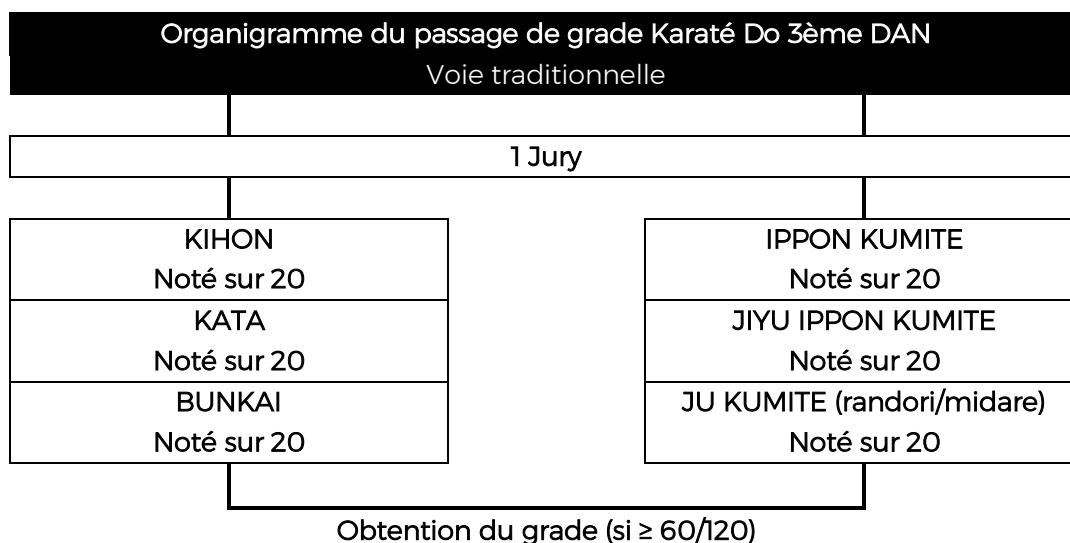 Organigramme du passage de grade Karaté Do 3ème DAN
Voie traditionnelle
1 Jury
KIHON
Noté sur 20
KATA
Noté sur 20
BUNKAI
Noté sur 20
IPPON KUMITE
Noté sur 20
JIYU IPPON KUMITE
Noté sur 20
JU KUMITE (randori/midare)
Noté sur 20
Obtention du grade (si ≥ 60/120)